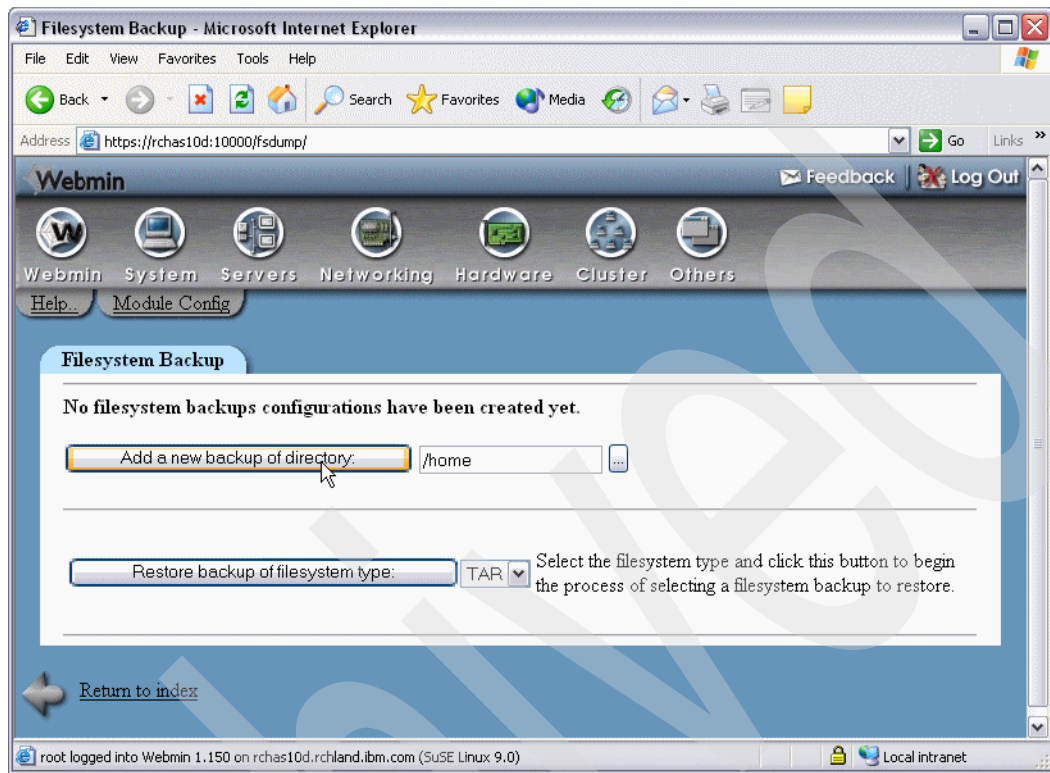 Filesystem Backup - Microsoft Internet Explorer
File Edit View Favorites Tools Help
Back Search Favorites Media
Address https://rchas10d:10000/fsdump/ Go Links »
Webmin Feedback Log Out
Webmin System Servers Networking Hardware Cluster Others
Help.. Module Config
Filesystem Backup
No filesystem backups configurations have been created yet.
Add a new backup of directory: /home ...
Restore backup of filesystem type: TAR Select the filesystem type and click this button to begin
the process of selecting a filesystem backup to restore.
Return to index
root logged into Webmin 1.150 on rchas10d.rchland.ibm.com (SuSE Linux 9.0) Local intranet